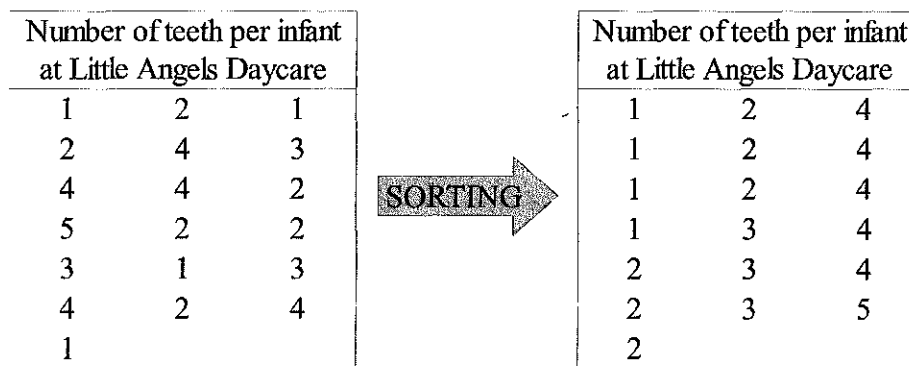 Number of teeth per infant
at Little Angels Daycare
1 2 1
2 4 3
4 4 2
5 2 2
3 1 3
4 2 4
1
SORTING
Number of teeth per infant
at Little Angels Daycare
1 2 4
1 2 4
1 2 4
1 3 4
2 3 4
2 3 5
2